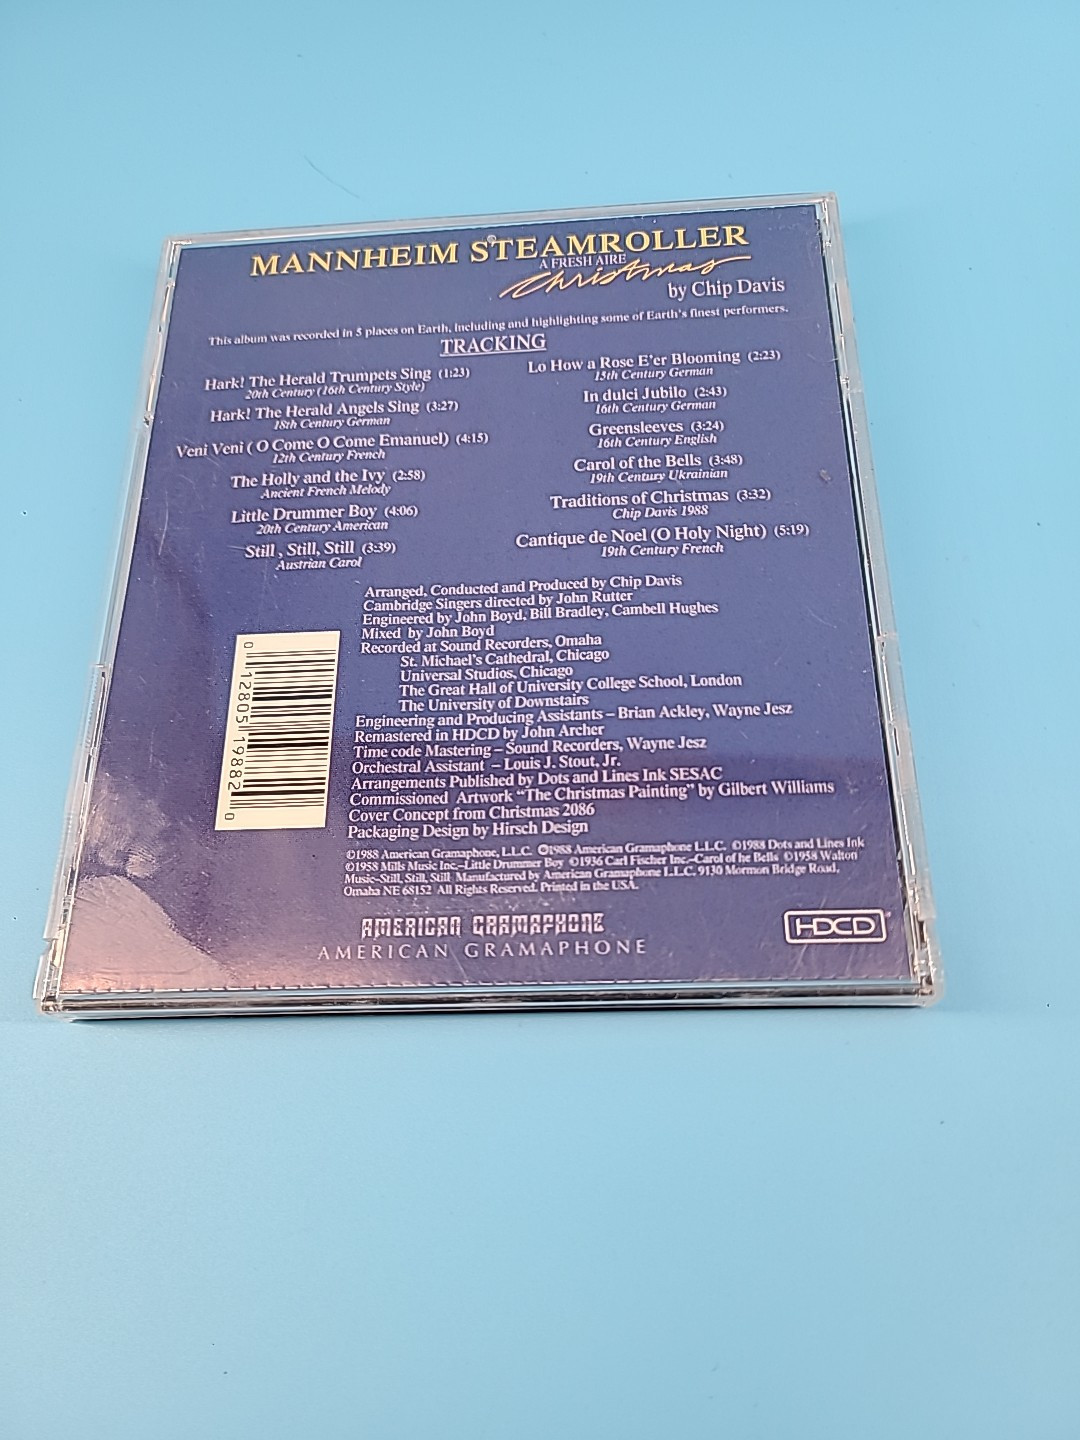 MANNHEIM STEAMROLLER®
A FRESH AIRE
Christmas
by Chip Davis
This album was recorded in 5 places on Earth, including and highlighting some of Earth's finest performers.
TRACKING
Hark! The Herald Trumpets Sing (1:23)
20th Century (16th Century Style)
Hark! The Herald Angels Sing (3:27)
18th Century German
Veni Veni ( O Come O Come Emanuel) (4:15)
12th Century French
The Holly and the Ivy (2:58)
Ancient French Melody
Little Drummer Boy (4:06)
20th Century American
Still , Still, Still (3:39)
Austrian Carol
Lo How a Rose E'er Blooming (2:23)
15th Century German
In dulci Jubilo (2:43)
16th Century German
Greensleeves (3:24)
16th Century English
Carol of the Bells (3:48)
19th Century Ukrainian
Traditions of Christmas (3:32)
Chip Davis 1988
Cantique de Noel (O Holy Night) (5:19)
19th Century French
Arranged, Conducted and Produced by Chip Davis
Cambridge Singers directed by John Rutter
Engineered by John Boyd, Bill Bradley, Cambell Hughes
Mixed by John Boyd
Recorded at Sound Recorders, Omaha
St. Michael's Cathedral, Chicago
Universal Studios, Chicago
The Great Hall of University College School, London
The University of Downstairs
Engineering and Producing Assistants – Brian Ackley, Wayne Jesz
Remastered in HDCD by John Archer
Time code Mastering – Sound Recorders, Wayne Jesz
Orchestral Assistant – Louis J. Stout, Jr.
Arrangements Published by Dots and Lines Ink SESAC
Commissioned Artwork "The Christmas Painting" by Gilbert Williams
Cover Concept from Christmas 2086
Packaging Design by Hirsch Design
©1988 American Gramaphone, L.L.C. ℗1988 American Gramaphone L.L.C. ©1988 Dots and Lines Ink
©1958 Mills Music Inc.–Little Drummer Boy ©1936 Carl Fischer Inc.–Carol of he Bells ©1958 Walton
Music–Still, Still, Still Manufactured by American Gramaphone L.L.C. 9130 Mormon Bridge Road,
Omaha NE 68152 All Rights Reserved. Printed in the USA.
0 12805 19882 0
AMERICAN GRAMAPHONE
AMERICAN GRAMAPHONE
HDCD